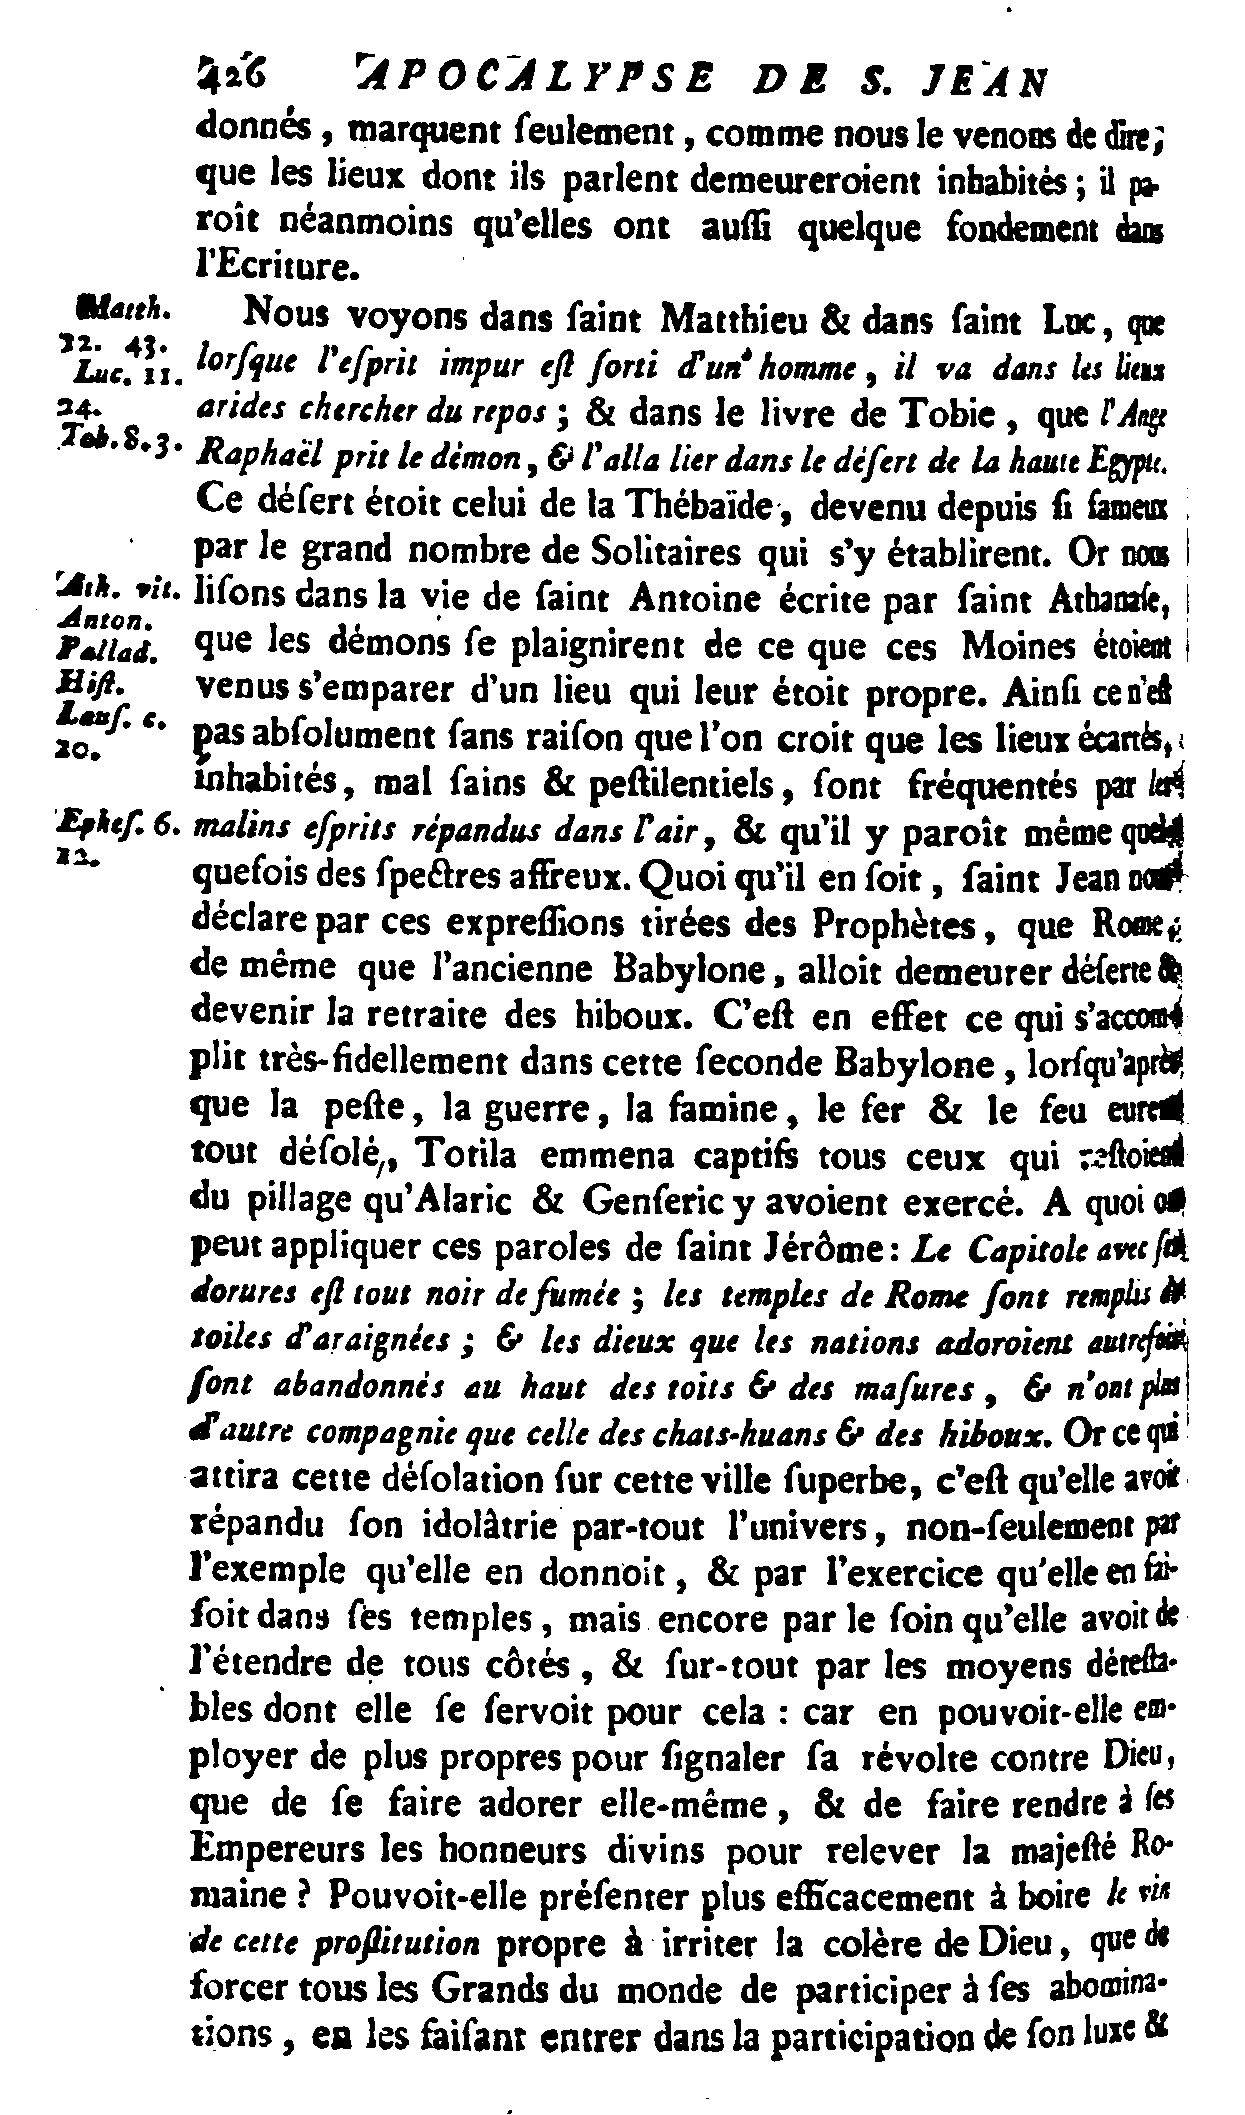 426 APOCALYPSE DE S. JEAN
donnés, marquent ſeulement, comme nous le venons de dire;
que les lieux dont ils parlent demeureroient inhabités; il pa-
roît néanmoins qu'elles ont auſſi quelque fondement dans
l'Ecriture.
Matth.
12. 43.
Luc. 11.
24.
Tob. 8. 3.
Nous voyons dans ſaint Matthieu & dans ſaint Luc, que
lorſque l'eſprit impur eſt ſorti d'un homme, il va dans les lieux
arides chercher du repos; & dans le livre de Tobie, que l'Ange
Raphaël prit le démon, & l'alla lier dans le déſert de la haute Egypte.
Ce déſert étoit celui de la Thébaïde, devenu depuis ſi fameux
par le grand nombre de Solitaires qui s'y établirent. Or nous
Ath. vit.
Anton.
Pallad.
Hiſt.
Lauſ. c.
20.
liſons dans la vie de ſaint Antoine écrite par ſaint Athanaſe,
que les démons ſe plaignirent de ce que ces Moines étoient
venus s'emparer d'un lieu qui leur étoit propre. Ainſi ce n'eſt
pas abſolument ſans raiſon que l'on croit que les lieux écartés,
inhabités, mal ſains & peſtilentiels, ſont fréquentés par les
Epheſ. 6.
12.
malins eſprits répandus dans l'air, & qu'il y paroît même quel-
quefois des ſpectres affreux. Quoi qu'il en ſoit, ſaint Jean nous
déclare par ces expreſſions tirées des Prophètes, que Rome,
de même que l'ancienne Babylone, alloit demeurer déſerte &
devenir la retraite des hiboux. C'eſt en effet ce qui s'accom-
plit très-fidellement dans cette ſeconde Babylone, lorſqu'après
que la peſte, la guerre, la famine, le fer & le feu eurent
tout déſolé, Totila emmena captifs tous ceux qui reſtoient
du pillage qu'Alaric & Genſeric y avoient exercé. A quoi on
peut appliquer ces paroles de ſaint Jérôme: Le Capitole avec ſes
dorures eſt tout noir de fumée; les temples de Rome ſont remplis de
toiles d'araignées; & les dieux que les nations adoroient autrefois
ſont abandonnés au haut des toits & des maſures, & n'ont plus
d'autre compagnie que celle des chats-huans & des hiboux. Or ce qui
attira cette déſolation ſur cette ville ſuperbe, c'eſt qu'elle avoit
répandu ſon idolâtrie par-tout l'univers, non-ſeulement par
l'exemple qu'elle en donnoit, & par l'exercice qu'elle en fai-
ſoit dans ſes temples, mais encore par le ſoin qu'elle avoit de
l'étendre de tous côtés, & ſur-tout par les moyens déteſta-
bles dont elle ſe ſervoit pour cela : car en pouvoit-elle em-
ployer de plus propres pour ſignaler ſa révolte contre Dieu,
que de ſe faire adorer elle-même, & de faire rendre à ſes
Empereurs les honneurs divins pour relever la majeſté Ro-
maine? Pouvoit-elle préſenter plus efficacement à boire le vin
de cette proſtitution propre à irriter la colère de Dieu, que de
forcer tous les Grands du monde de participer à ſes abomina-
tions, en les faiſant entrer dans la participation de ſon luxe &